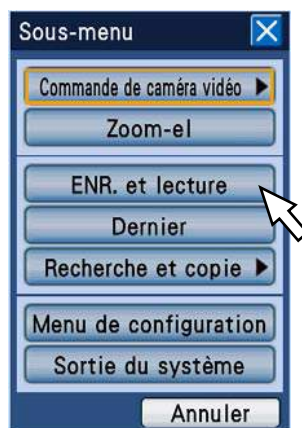 Sous-menu
Commande de caméra vidéo
Zoom-el
ENR. et lecture
Dernier
Recherche et copie
Menu de configuration
Sortie du système
Annuler